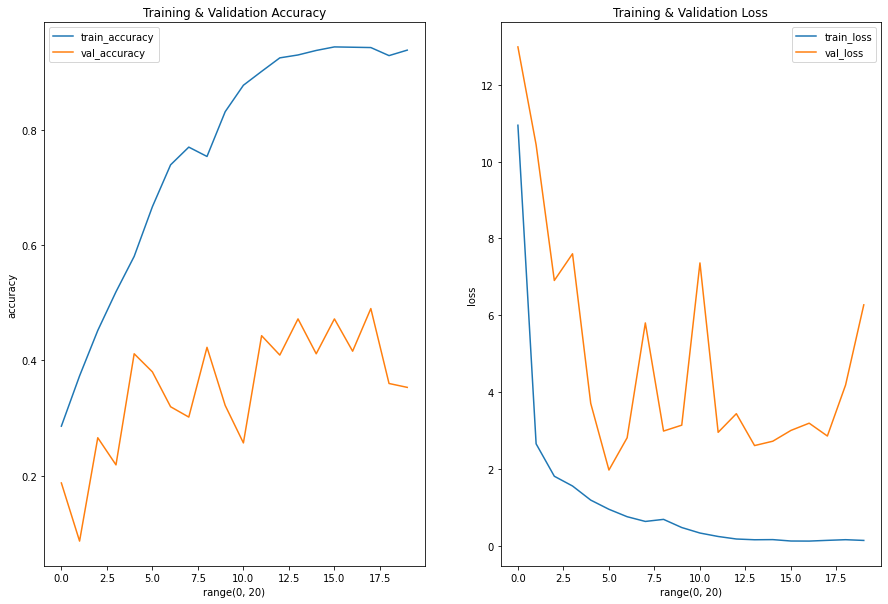 Training & Validation Accuracy
train_accuracy
val_accuracy
accuracy
0.8
0.6
0.4
0.2
0.0 2.5 5.0 7.5 10.0 12.5 15.0 17.5
range(0, 20)
Training & Validation Loss
train_loss
val_loss
loss
12
10
8
6
4
2
0
0.0 2.5 5.0 7.5 10.0 12.5 15.0 17.5
range(0, 20)